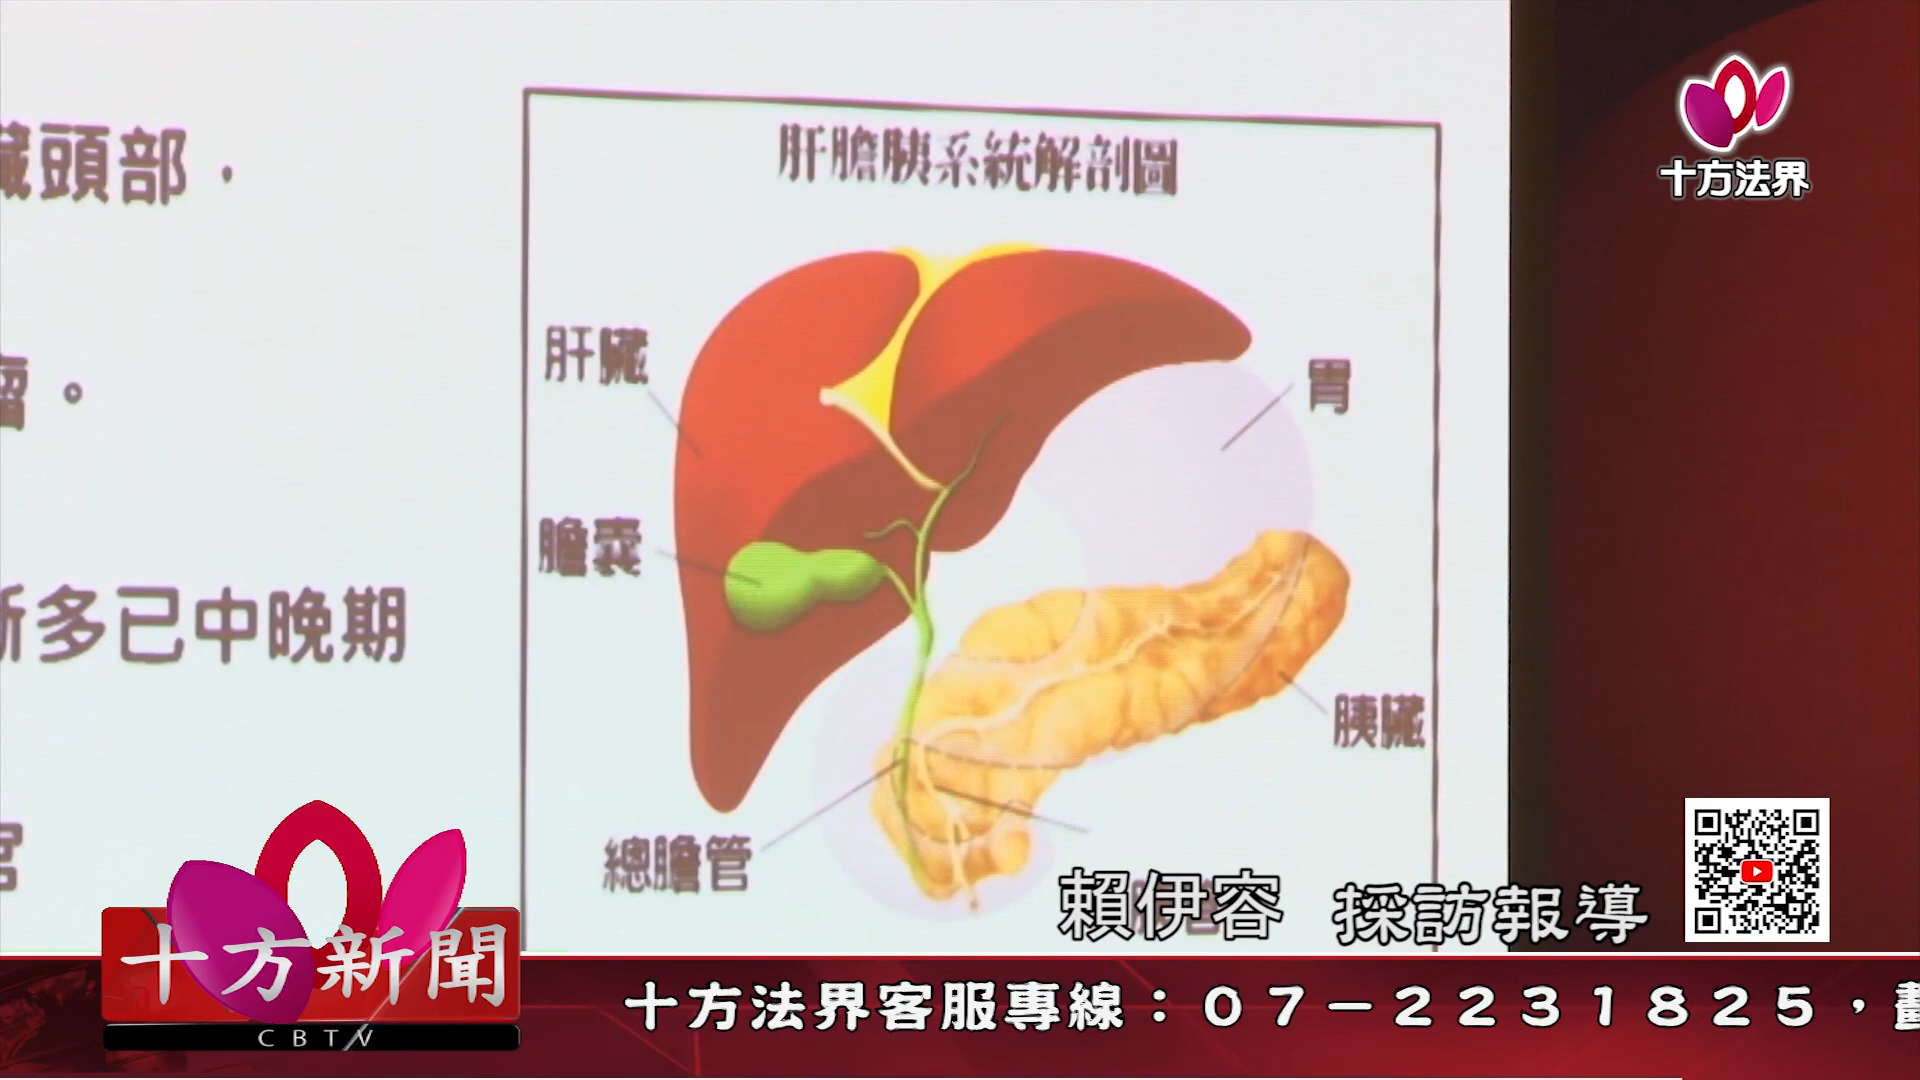 臟頭部，
瘤。
斷多已中晚期
肝膽胰系統解剖圖
肝臟
胃
膽囊
胰臟
總膽管
十方法界
賴伊容 採訪報導
十方新聞
CBTV
十方法界客服專線：07-2231825，劃